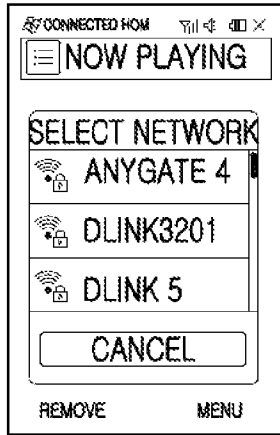 CONNECTED HOM
NOW PLAYING
SELECT NETWORK
ANYGATE 4
DLINK3201
DLINK 5
CANCEL
REMOVE MENU